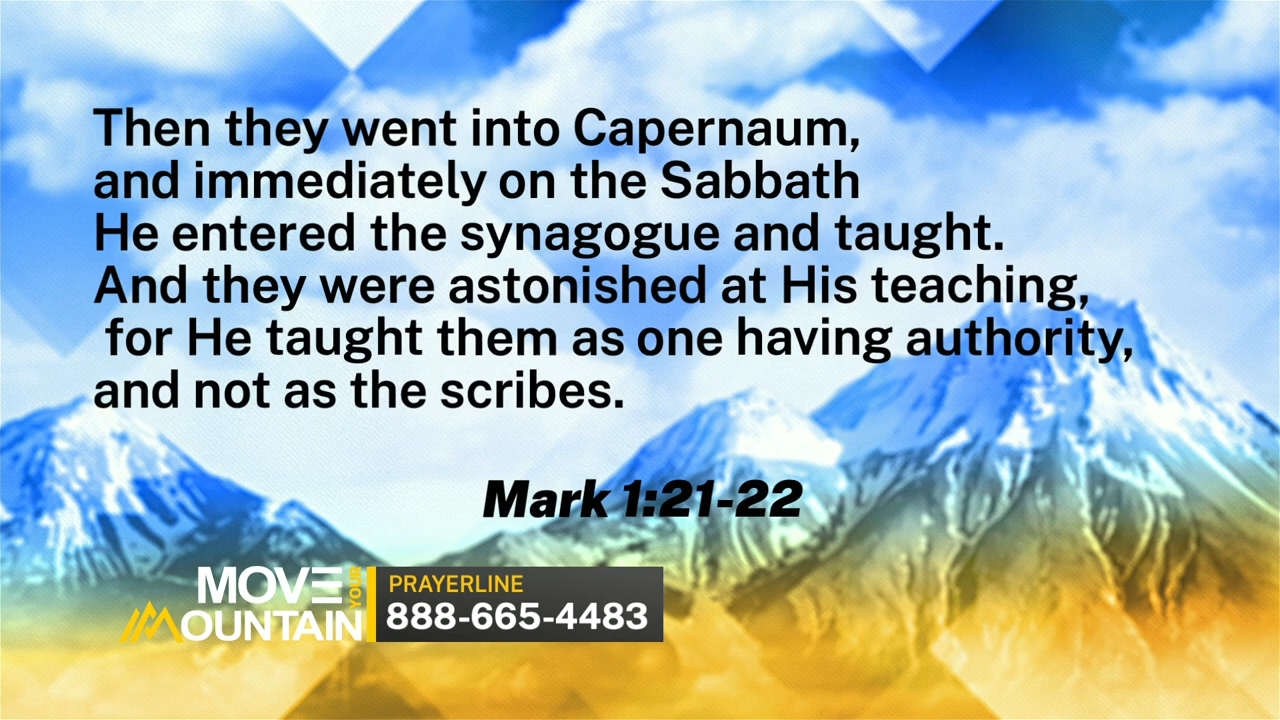 Then they went into Capernaum,
and immediately on the Sabbath
He entered the synagogue and taught.
And they were astonished at His teaching,
for He taught them as one having authority,
and not as the scribes.
Mark 1:21-22
MOVE YOUR
MOUNTAIN
PRAYERLINE
888-665-4483